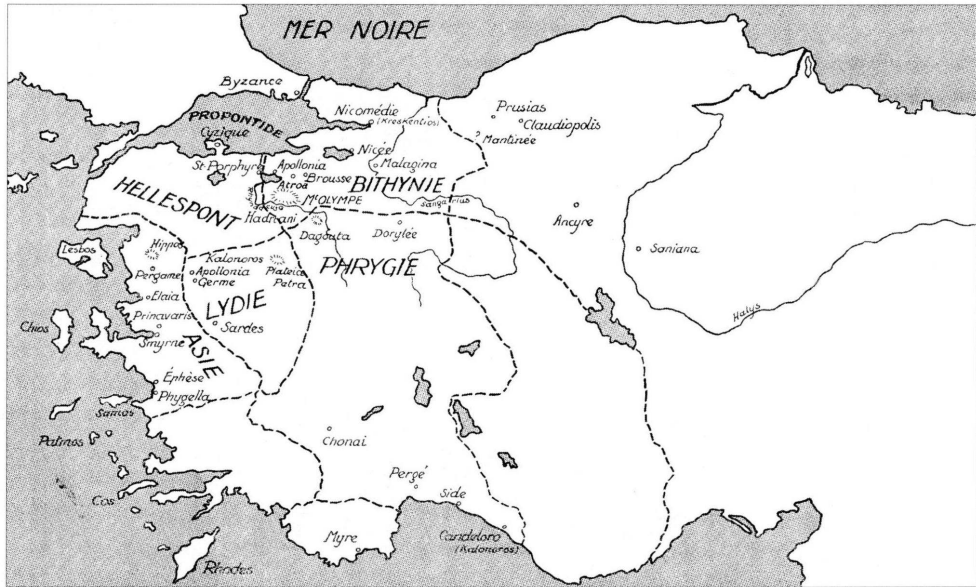 MER NOIRE
Byzance
PROPONTIDE
Cyzique
Nicomédie
(Kreskentios)
Prusias
Claudiopolis
Mantinée
Nicée
Malagina
St-Porphyre
Apollonia
Brousse
Atroa
Mt OLYMPE
BITHYNIE
Sangarius
HELLESPONT
Hadriani
Dagouta
Dorylée
Ancyre
Saniana
Halys
Lesbos
Hippos
Kalonoros
Apollonia
Germe
Plateia
Petra
PHRYGIE
Pergame
Elaia
LYDIE
Prinavaris
Sardes
Chios
Smyrne
ASIE
Éphèse
Phygella
Samos
Patmos
Chonai
Cos
Pergé
Side
Candeloro
(Kalonoros)
Myre
Rhodes